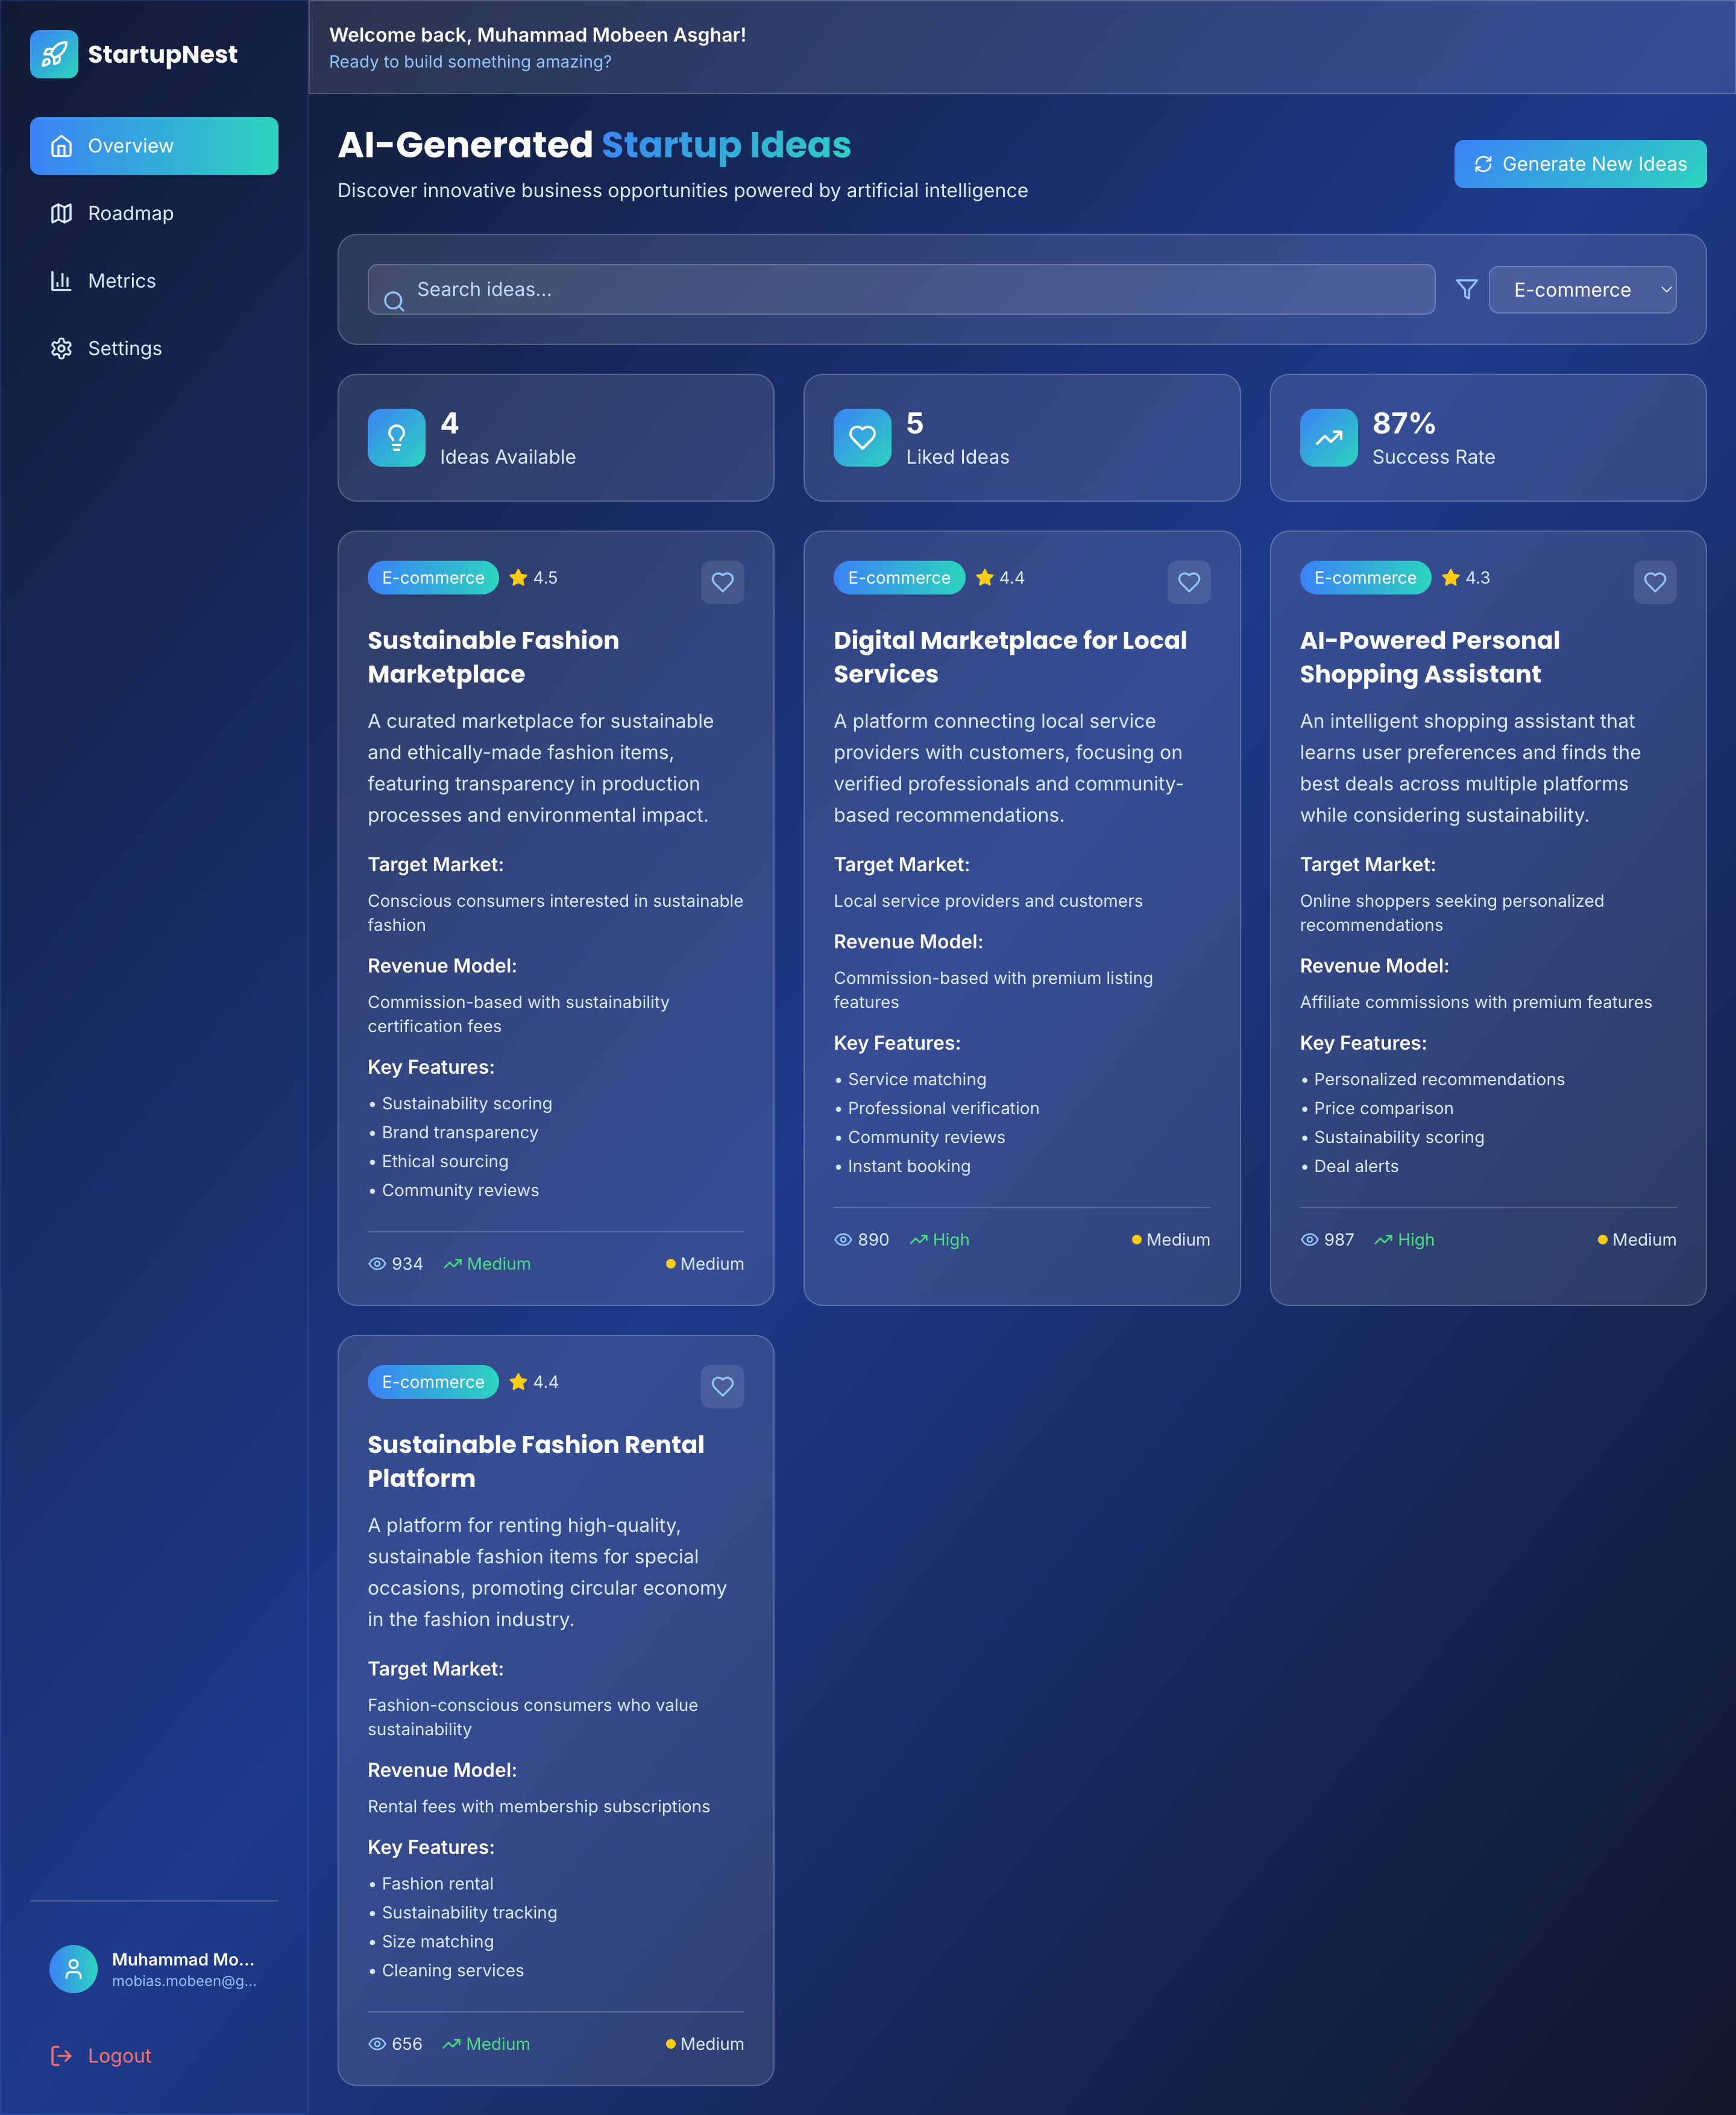 StartupNest
Overview
Roadmap
Metrics
Settings
Muhammad Mo...
mobias.mobeen@g...
Logout
Welcome back, Muhammad Mobeen Asghar!
Ready to build something amazing?
AI-Generated Startup Ideas
Discover innovative business opportunities powered by artificial intelligence
Generate New Ideas
Search ideas...
E-commerce
4
Ideas Available
5
Liked Ideas
87%
Success Rate
E-commerce 4.5
Sustainable Fashion
Marketplace
A curated marketplace for sustainable
and ethically-made fashion items,
featuring transparency in production
processes and environmental impact.
Target Market:
Conscious consumers interested in sustainable
fashion
Revenue Model:
Commission-based with sustainability
certification fees
Key Features:
• Sustainability scoring
• Brand transparency
• Ethical sourcing
• Community reviews
934 Medium Medium
E-commerce 4.4
Digital Marketplace for Local
Services
A platform connecting local service
providers with customers, focusing on
verified professionals and community-
based recommendations.
Target Market:
Local service providers and customers
Revenue Model:
Commission-based with premium listing
features
Key Features:
• Service matching
• Professional verification
• Community reviews
• Instant booking
890 High Medium
E-commerce 4.3
AI-Powered Personal
Shopping Assistant
An intelligent shopping assistant that
learns user preferences and finds the
best deals across multiple platforms
while considering sustainability.
Target Market:
Online shoppers seeking personalized
recommendations
Revenue Model:
Affiliate commissions with premium features
Key Features:
• Personalized recommendations
• Price comparison
• Sustainability scoring
• Deal alerts
987 High Medium
E-commerce 4.4
Sustainable Fashion Rental
Platform
A platform for renting high-quality,
sustainable fashion items for special
occasions, promoting circular economy
in the fashion industry.
Target Market:
Fashion-conscious consumers who value
sustainability
Revenue Model:
Rental fees with membership subscriptions
Key Features:
• Fashion rental
• Sustainability tracking
• Size matching
• Cleaning services
656 Medium Medium